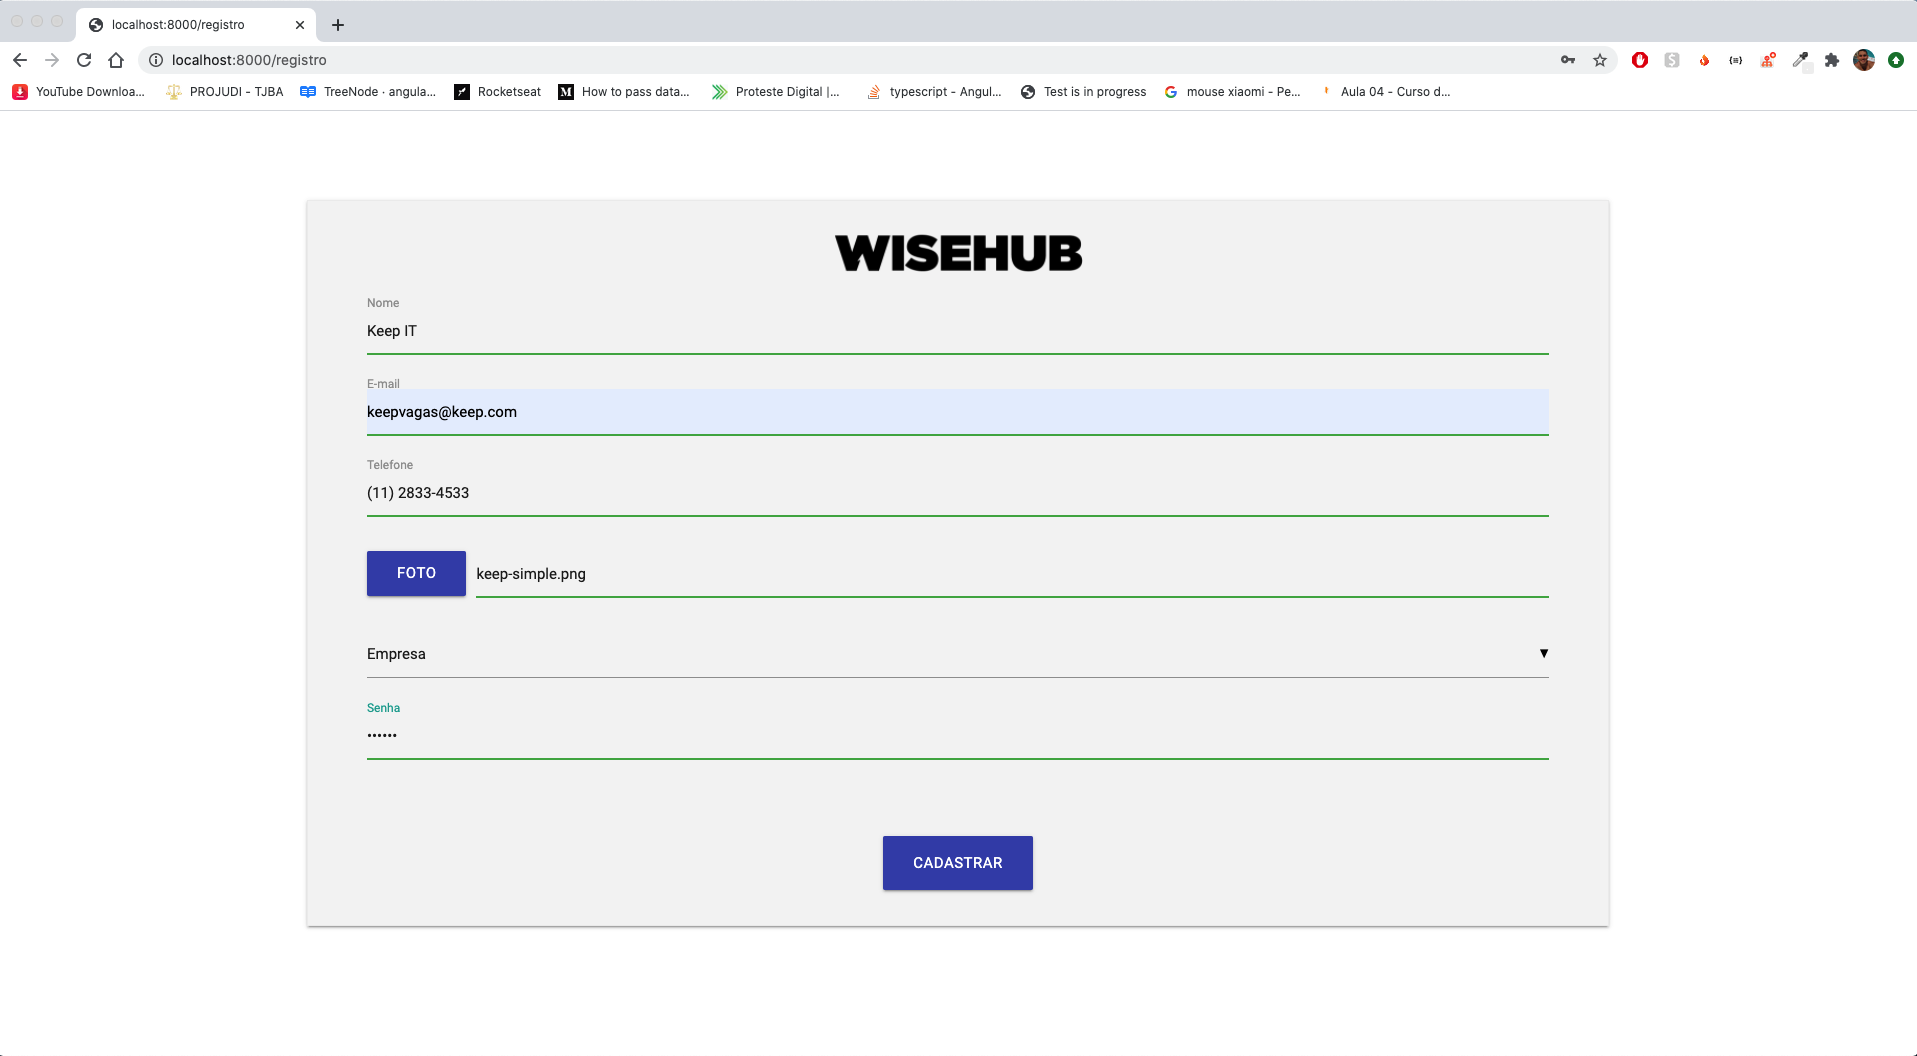 localhost:8000/registro
localhost:8000/registro
YouTube Downloa... PROJUDI - TJBA TreeNode · angula... Rocketseat How to pass data... Proteste Digital |... typescript - Angul... Test is in progress mouse xiaomi - Pe... Aula 04 - Curso d...
WISEHUB
Nome
Keep IT
E-mail
keepvagas@keep.com
Telefone
(11) 2833-4533
FOTO keep-simple.png
Empresa
Senha
••••••
CADASTRAR